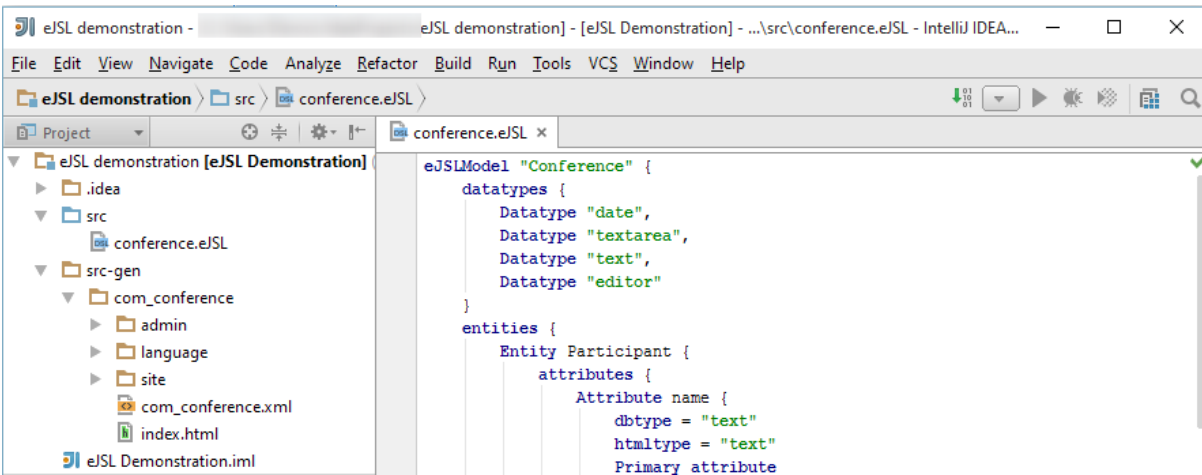 eJSL demonstration - eJSL demonstration] - [eJSL Demonstration] - ...\src\conference.eJSL - IntelliJ IDEA...
File Edit View Navigate Code Analyze Refactor Build Run Tools VCS Window Help
eJSL demonstration src conference.eJSL
Project
conference.eJSL
eJSL demonstration [eJSL Demonstration] (
.idea
src
conference.eJSL
src-gen
com_conference
admin
language
site
com_conference.xml
index.html
eJSL Demonstration.iml
eJSLModel "Conference" {
datatypes {
Datatype "date",
Datatype "textarea",
Datatype "text",
Datatype "editor"
}
entities {
Entity Participant {
attributes {
Attribute name {
dbtype = "text"
htmltype = "text"
Primary attribute